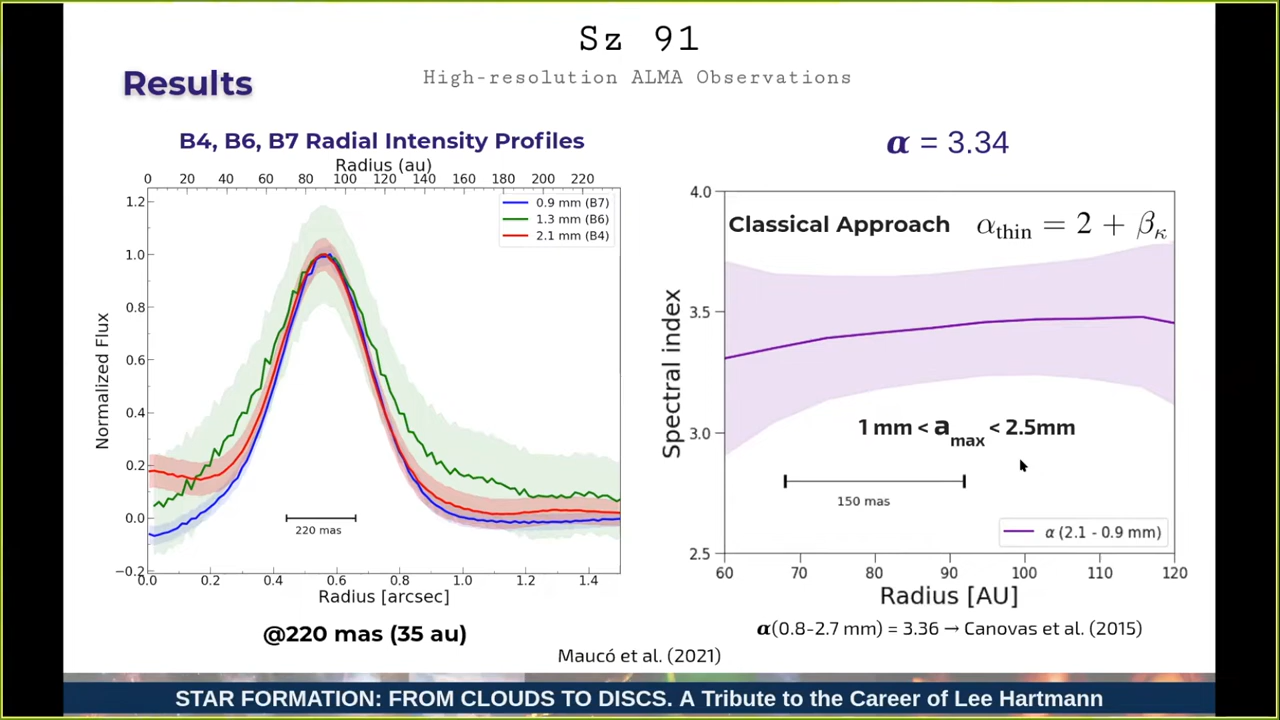 Sz 91
High-resolution ALMA Observations
Results
B4, B6, B7 Radial Intensity Profiles
Radius (au)
0 20 40 60 80 100 120 140 160 180 200 220
1.2
1.0
0.8
0.6
0.4
0.2
0.0
−0.2
Normalized Flux
0.9 mm (B7)
1.3 mm (B6)
2.1 mm (B4)
220 mas
0.0 0.2 0.4 0.6 0.8 1.0 1.2 1.4
Radius [arcsec]
@220 mas (35 au)
α = 3.34
4.0
3.5
3.0
2.5
Spectral index
Classical Approach α_thin = 2 + β_κ
1 mm < a_max < 2.5mm
150 mas
α (2.1 - 0.9 mm)
60 70 80 90 100 110 120
Radius [AU]
α(0.8-2.7 mm) = 3.36 → Canovas et al. (2015)
Maucó et al. (2021)
STAR FORMATION: FROM CLOUDS TO DISCS. A Tribute to the Career of Lee Hartmann